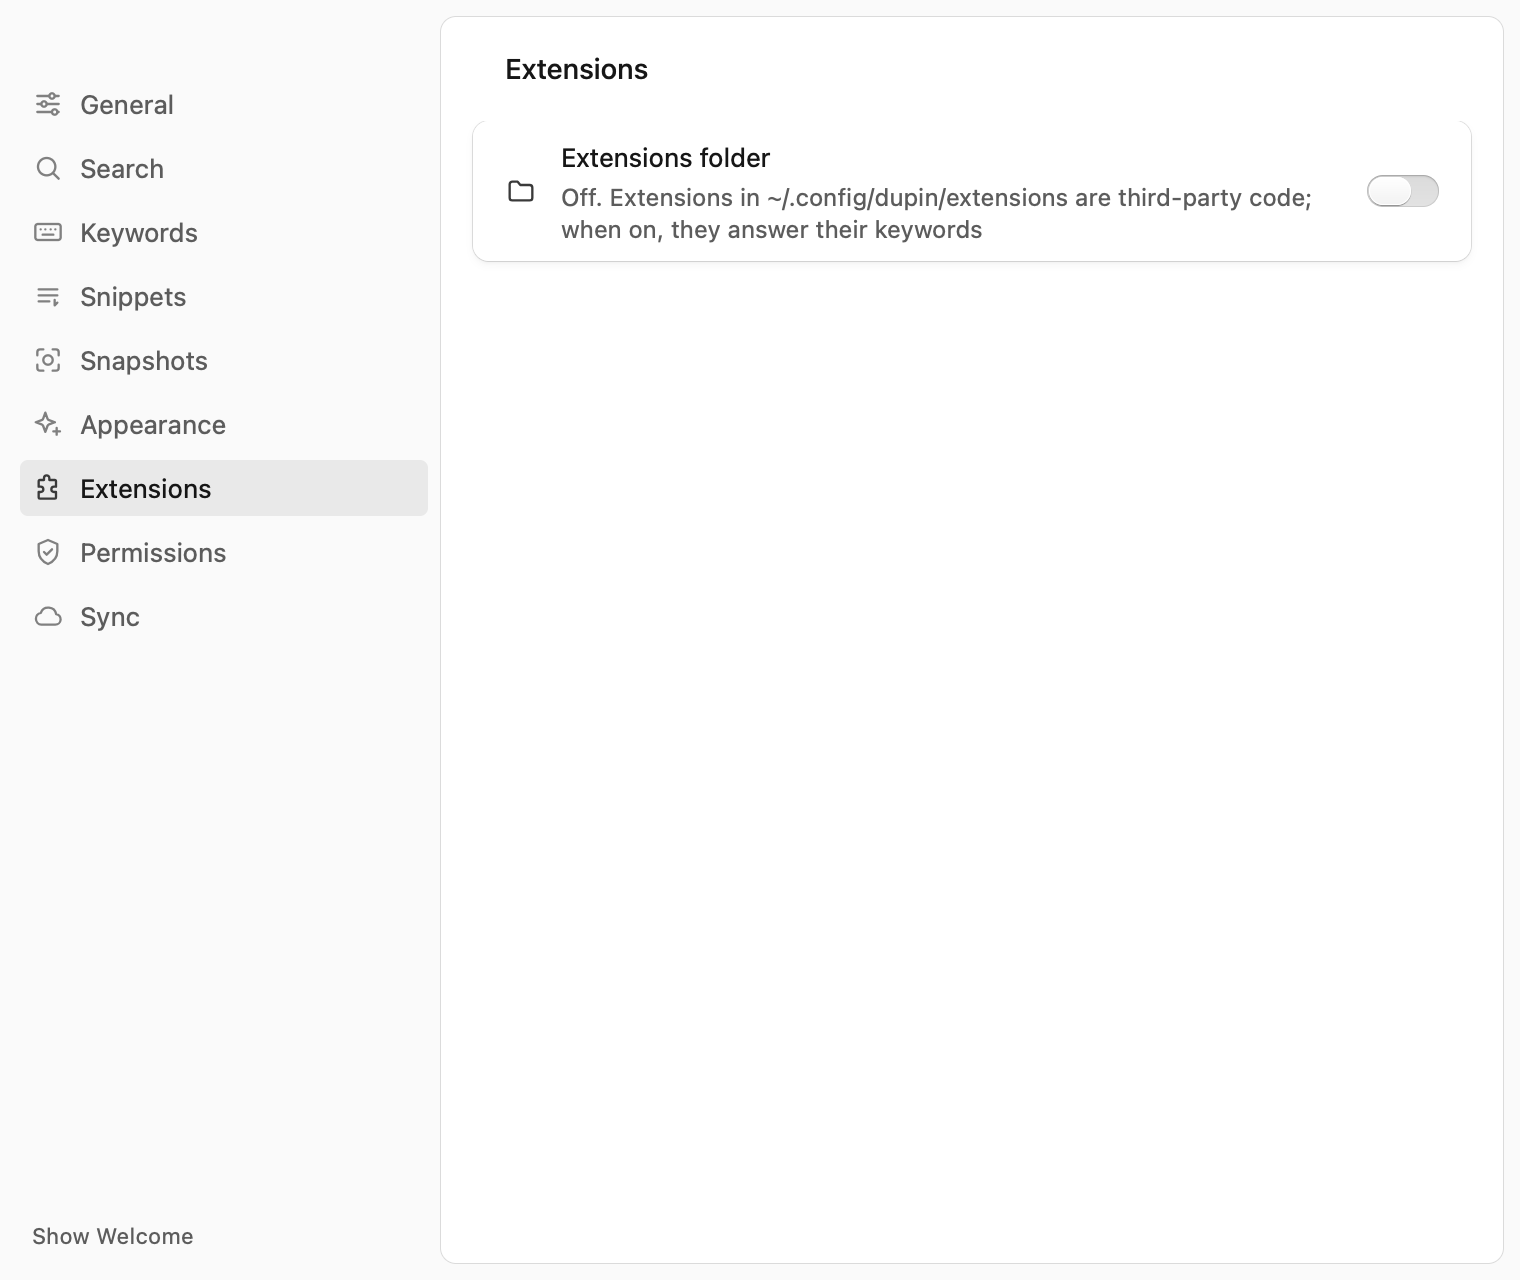 General
Search
Keywords
Snippets
Snapshots
Appearance
Extensions
Permissions
Sync
Show Welcome
Extensions
Extensions folder
Off. Extensions in ~/.config/dupin/extensions are third-party code;
when on, they answer their keywords